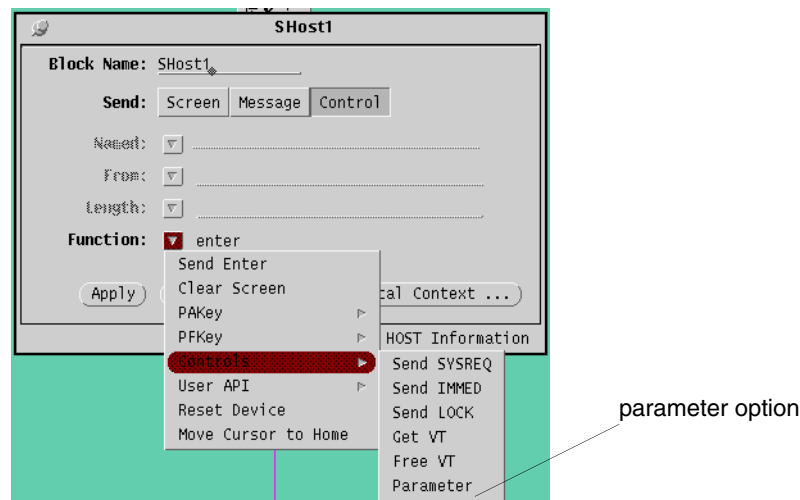 SHost1
Block Name: SHost1
Send: Screen Message Control
Named:
From:
Length:
Function: enter
Send Enter
Clear Screen
PAKey
PFKey
Controls
User API
Reset Device
Move Cursor to Home
Apply
cal Context ...
HOST Information
Send SYSREQ
Send IMMED
Send LOCK
Get VT
Free VT
Parameter
parameter option